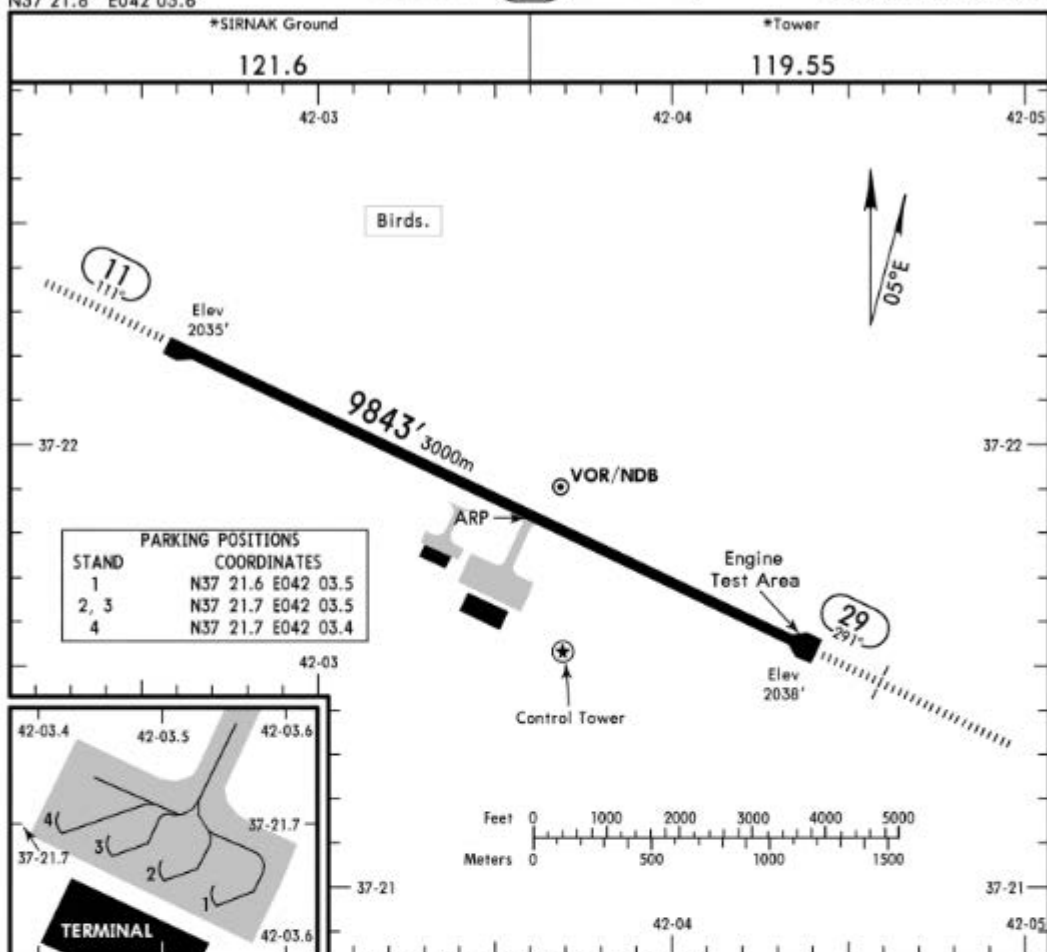 N37 21.8 E042 03.6
*SIRNAK Ground
121.6
*Tower
119.55
42-03
42-04
42-05
Birds.
05°E
11
111°
Elev
2035'
9843' 3000m
37-22
37-22
VOR/NDB
ARP
PARKING POSITIONS
STAND COORDINATES
1 N37 21.6 E042 03.5
2, 3 N37 21.7 E042 03.5
4 N37 21.7 E042 03.4
Engine
Test Area
29
291°
Elev
2038'
Control Tower
42-03
42-03.4
42-03.5
42-03.6
37-21.7
37-21.7
4
3
2
1
TERMINAL
42-03.6
Feet 0 1000 2000 3000 4000 5000
Meters 0 500 1000 1500
37-21
37-21
42-04
42-05